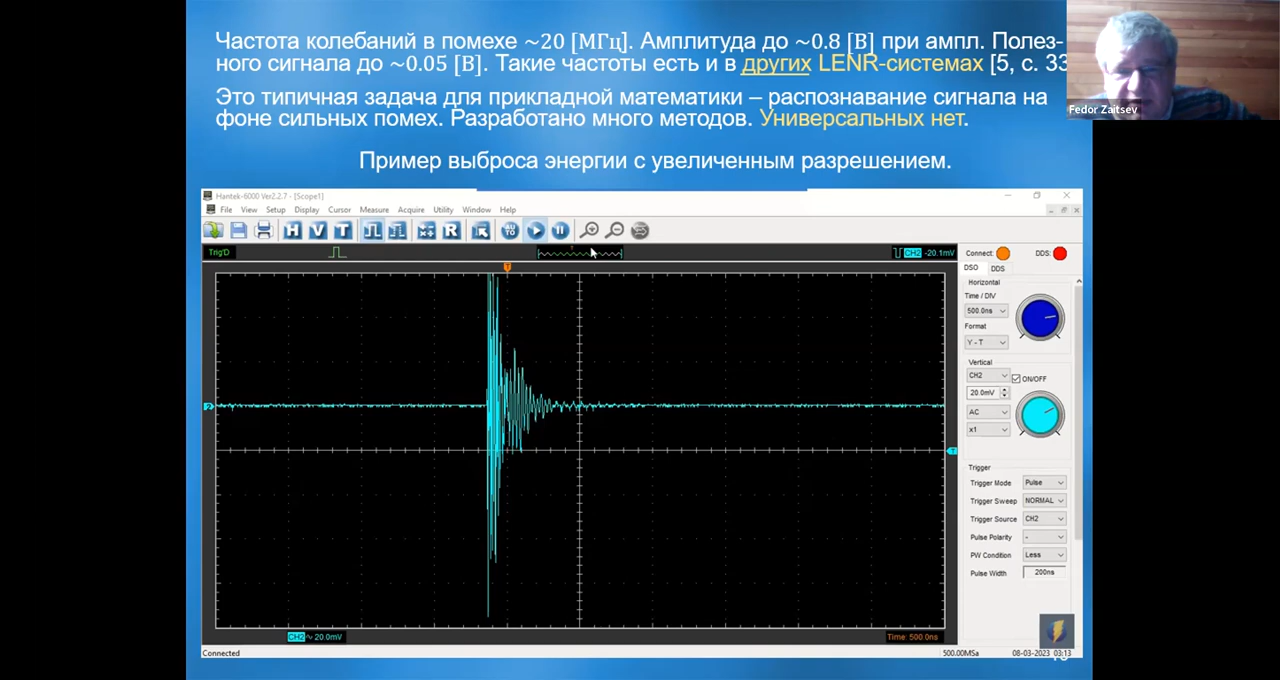 Частота колебаний в помехе ~20 [МГц]. Амплитуда до ~0.8 [В] при ампл. Полез-
ного сигнала до ~0.05 [В]. Такие частоты есть и в других LENR-системах [5, с. 33
Fedor Zaitsev
Это типичная задача для прикладной математики – распознавание сигнала на
фоне сильных помех. Разработано много методов. Универсальных нет.
Пример выброса энергии с увеличенным разрешением.
Hantek-6000 Ver2.2.7 - [Scope1]
File View Setup Display Cursor Measure Acquire Utility Window Help
H V T R AUTO
Trig'D
T
CH2 -20.1mV
Connect: DDS:
DSO DDS
T
Horizontal
Time / DIV
500.0ns
Format
Y - T
Vertical
CH2 ON/OFF
20.0mV
AC
x1
2
T
Trigger
Trigger Mode Pulse
Trigger Sweep NORMAL
Trigger Source CH2
Pulse Polarity -
PW Condition Less
Pulse Width 200ns
CH2 20.0mV
Time: 500.0ns
Connected
500.00MSa 08-03-2023 03:13